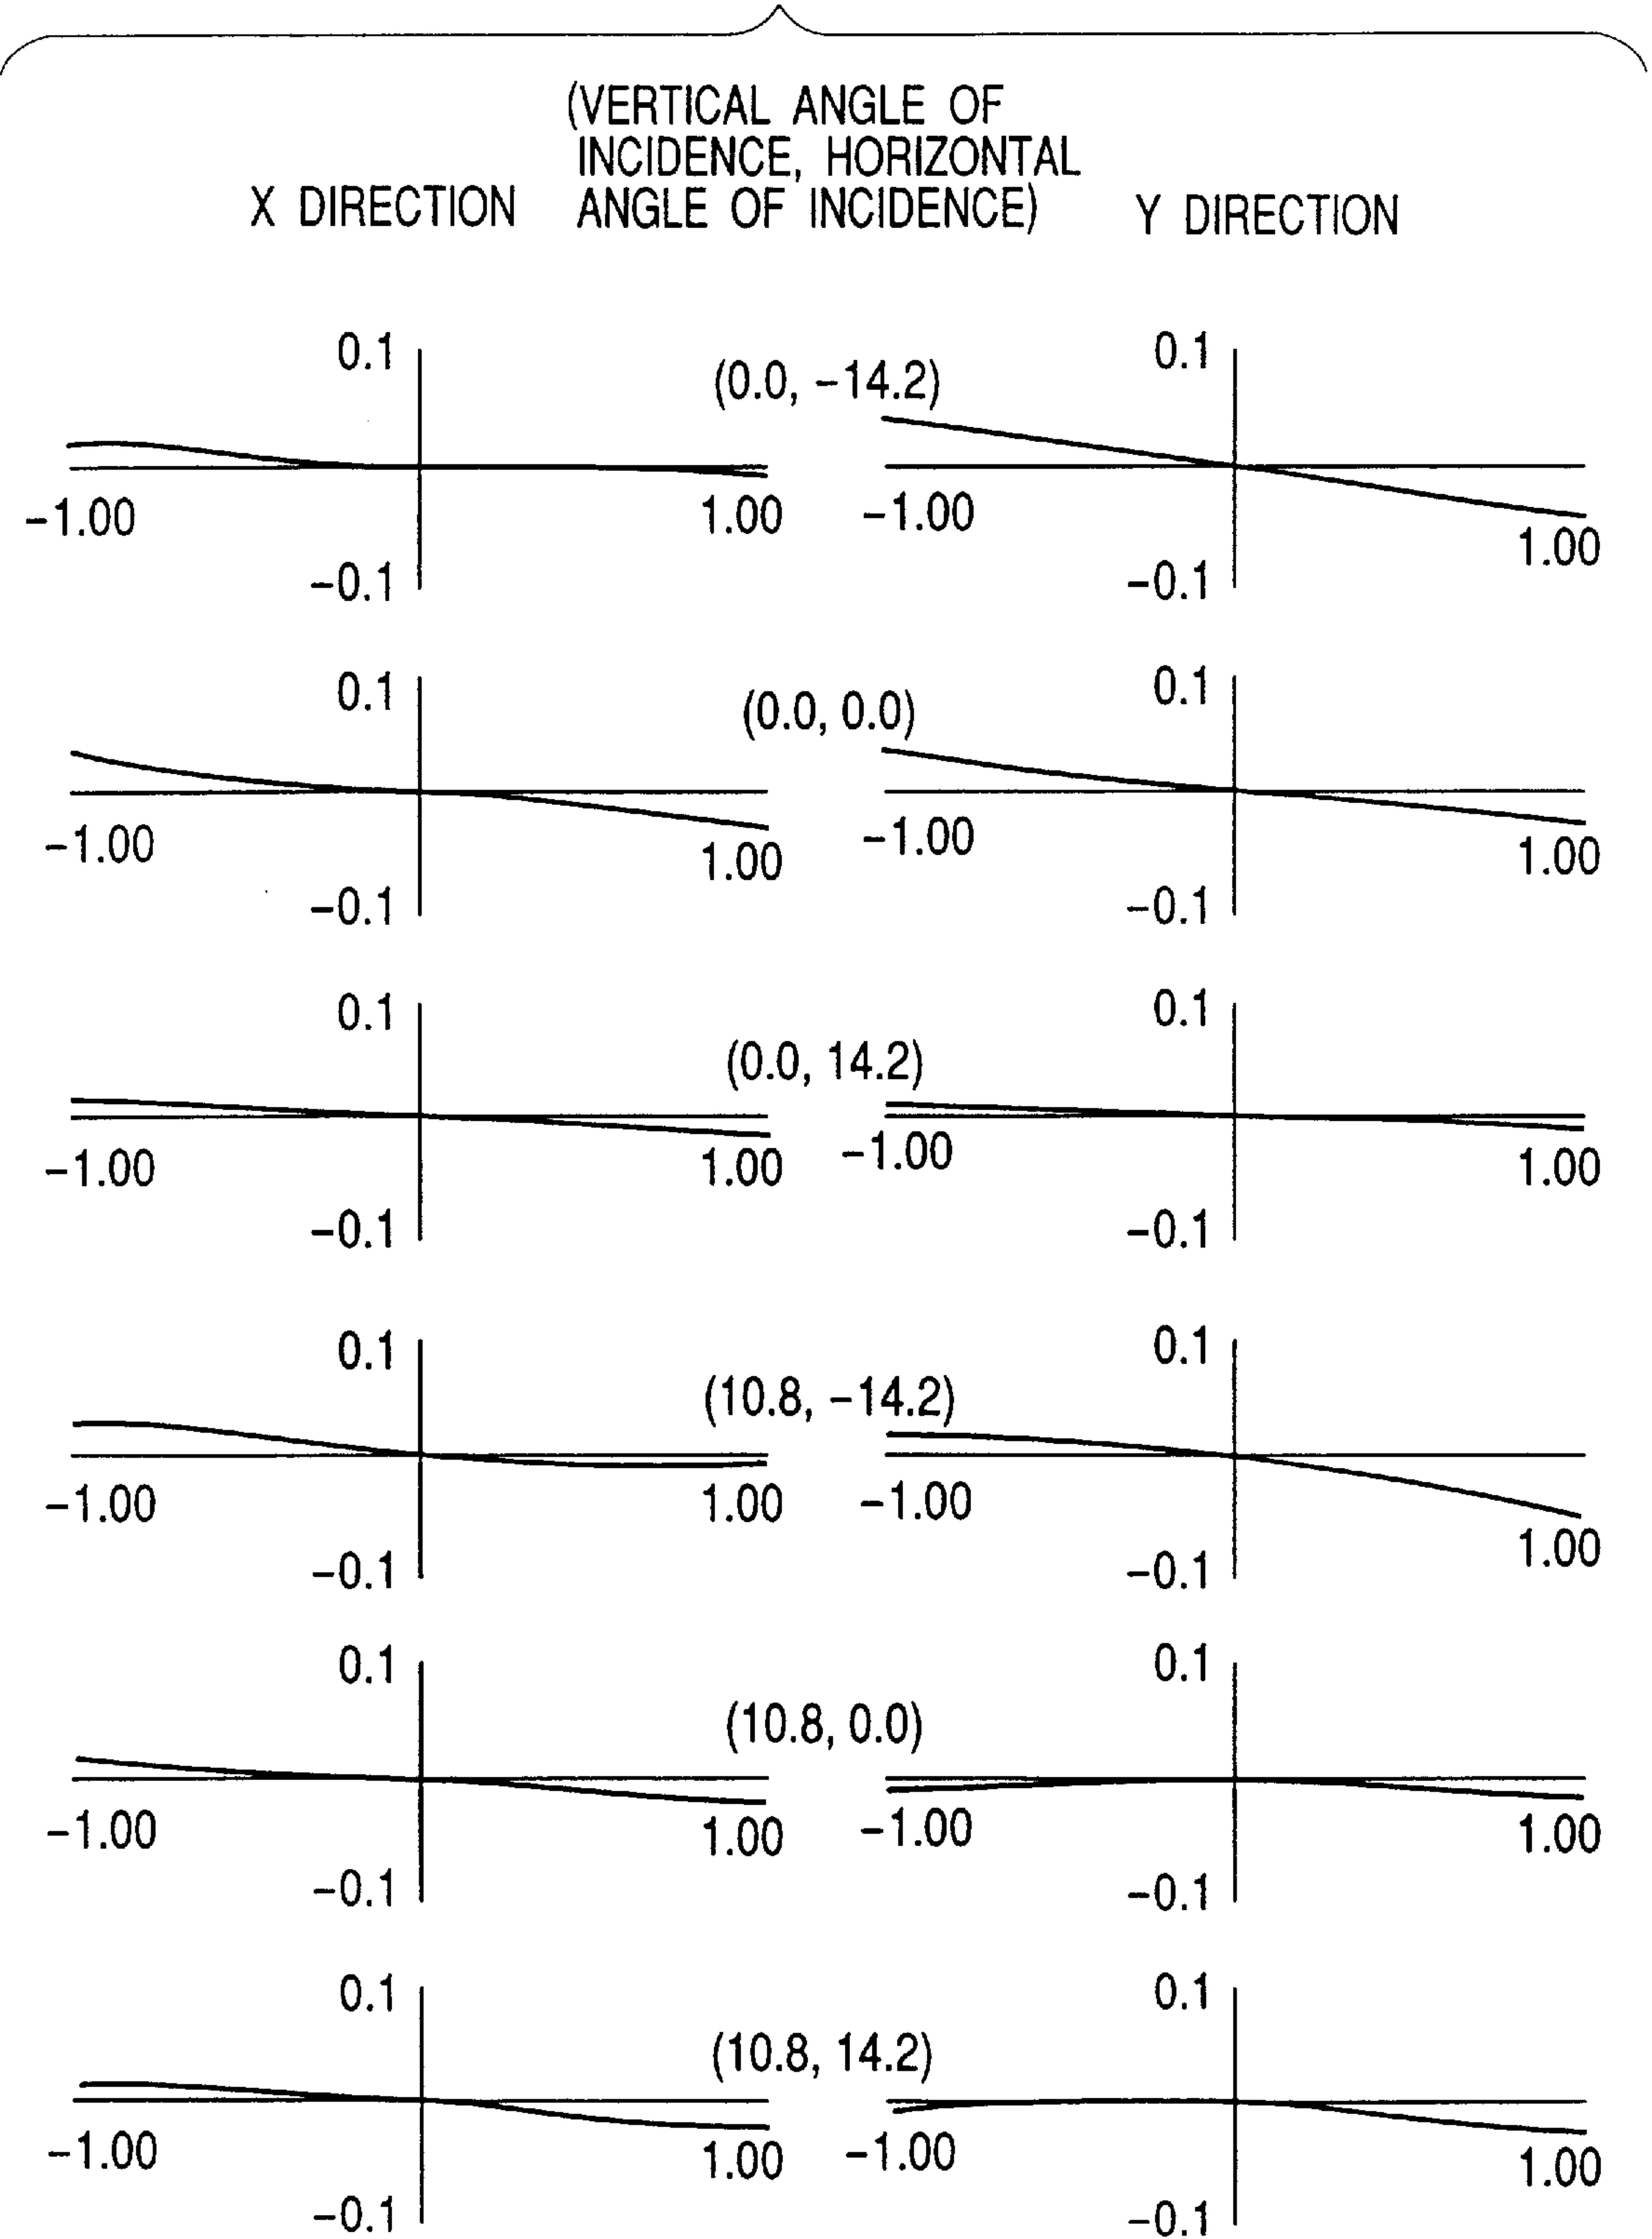 (VERTICAL ANGLE OF
INCIDENCE, HORIZONTAL
X DIRECTION ANGLE OF INCIDENCE) Y DIRECTION
0.1 0.1
(0.0, −14.2)
−1.00 1.00 −1.00 1.00
−0.1 −0.1
0.1 0.1
(0.0, 0.0)
−1.00 1.00 −1.00 1.00
−0.1 −0.1
0.1 0.1
(0.0, 14.2)
−1.00 1.00 −1.00 1.00
−0.1 −0.1
0.1 0.1
(10.8, −14.2)
−1.00 1.00 −1.00 1.00
−0.1 −0.1
0.1 0.1
(10.8, 0.0)
−1.00 1.00 −1.00 1.00
−0.1 −0.1
0.1 0.1
(10.8, 14.2)
−1.00 1.00 −1.00 1.00
−0.1 −0.1